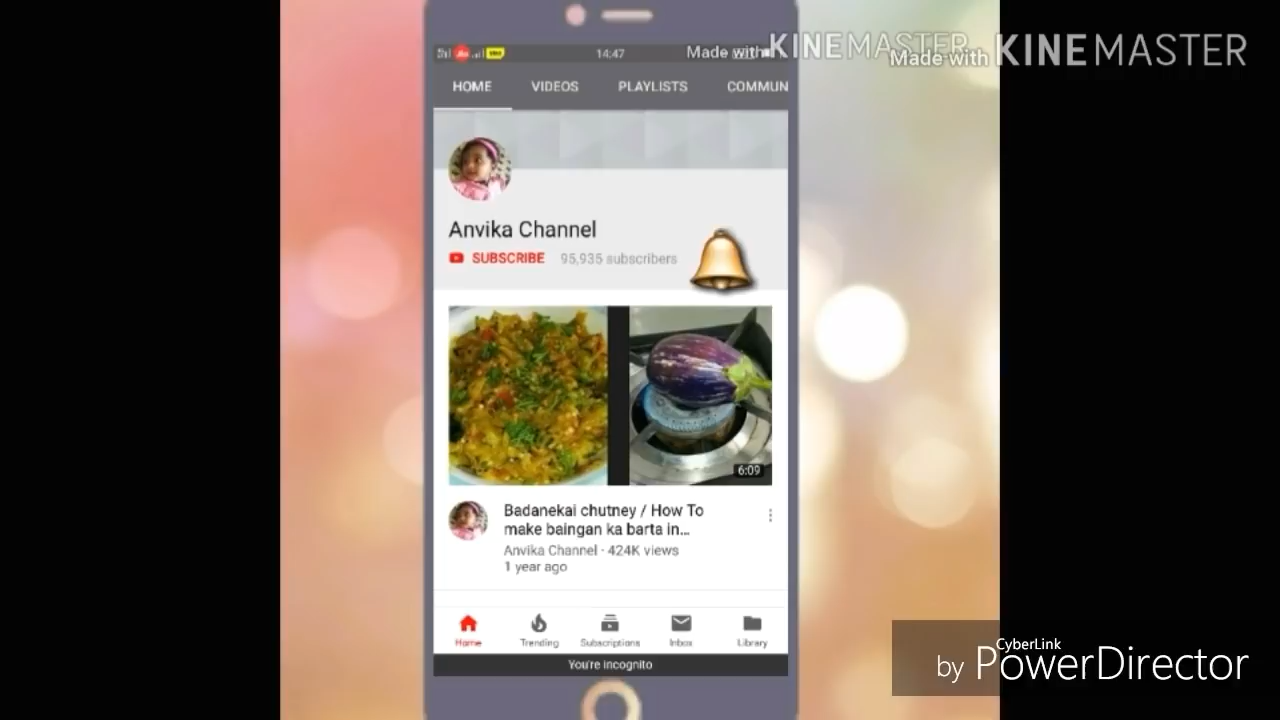 14:47
Made with KINEMASTER
Made with KINEMASTER
HOME VIDEOS PLAYLISTS COMMUN
Anvika Channel
SUBSCRIBE 95,935 subscribers
6:09
Badanekai chutney / How To
make baingan ka barta in...
Anvika Channel · 424K views
1 year ago
Home Trending Subscriptions Inbox Library
You're incognito
CyberLink
by PowerDirector